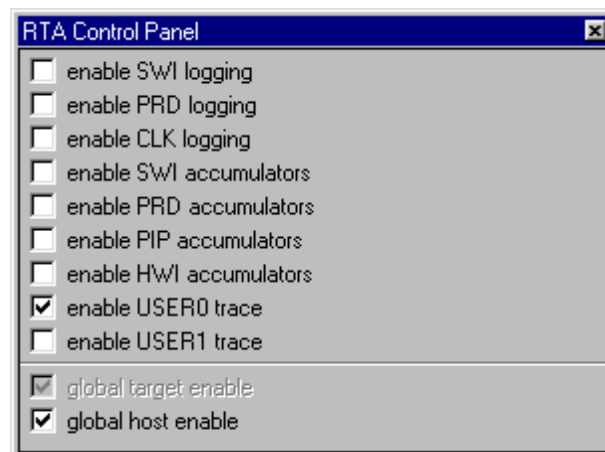 RTA Control Panel
enable SWI logging
enable PRD logging
enable CLK logging
enable SWI accumulators
enable PRD accumulators
enable PIP accumulators
enable HWI accumulators
enable USER0 trace
enable USER1 trace
global target enable
global host enable